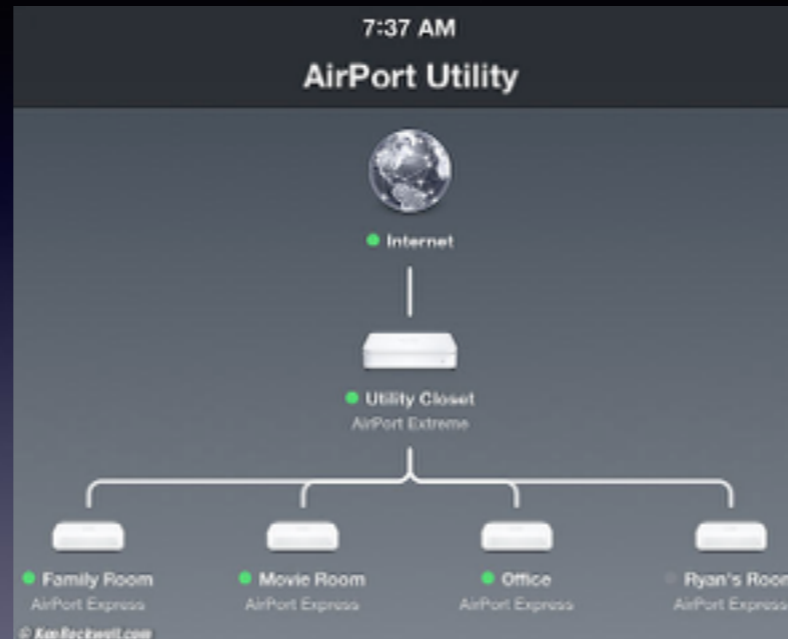 7:37 AM
AirPort Utility
Internet
Utility Closet
AirPort Extreme
Family Room
AirPort Express
Movie Room
AirPort Express
Office
AirPort Express
Ryan's Room
AirPort Express
© KenRockwell.com